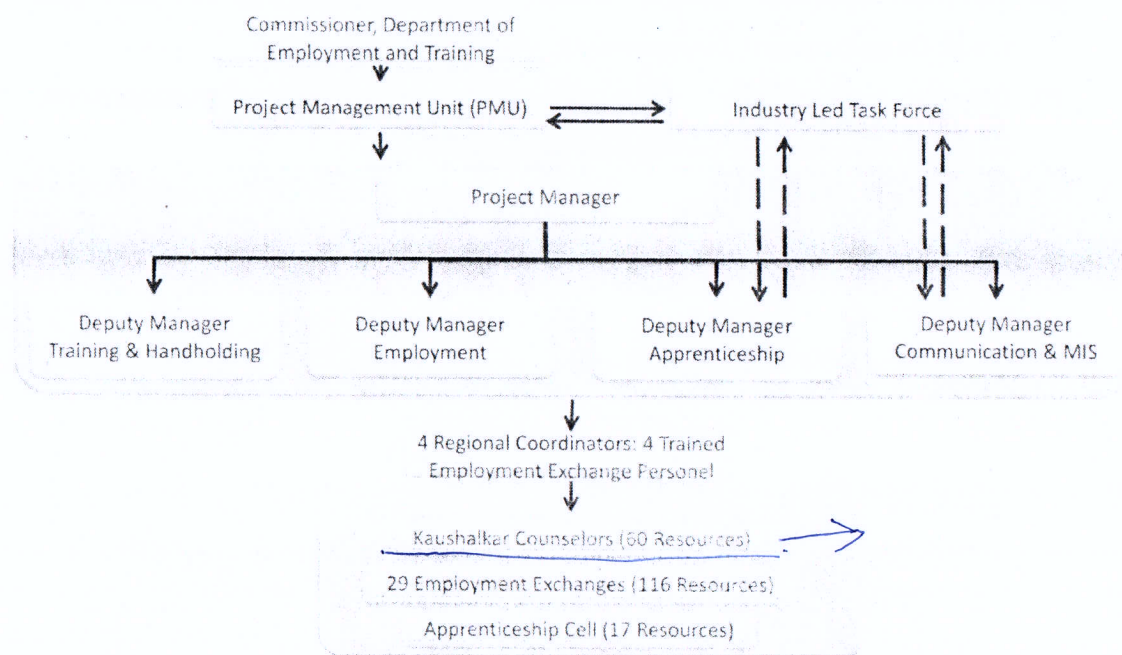 Commissioner, Department of
Employment and Training
Project Management Unit (PMU)
Industry Led Task Force
Project Manager
Deputy Manager
Training & Handholding
Deputy Manager
Employment
Deputy Manager
Apprenticeship
Deputy Manager
Communication & MIS
4 Regional Coordinators: 4 Trained
Employment Exchange Personel
Kaushalkar Counselors (60 Resources)
29 Employment Exchanges (116 Resources)
Apprenticeship Cell (17 Resources)